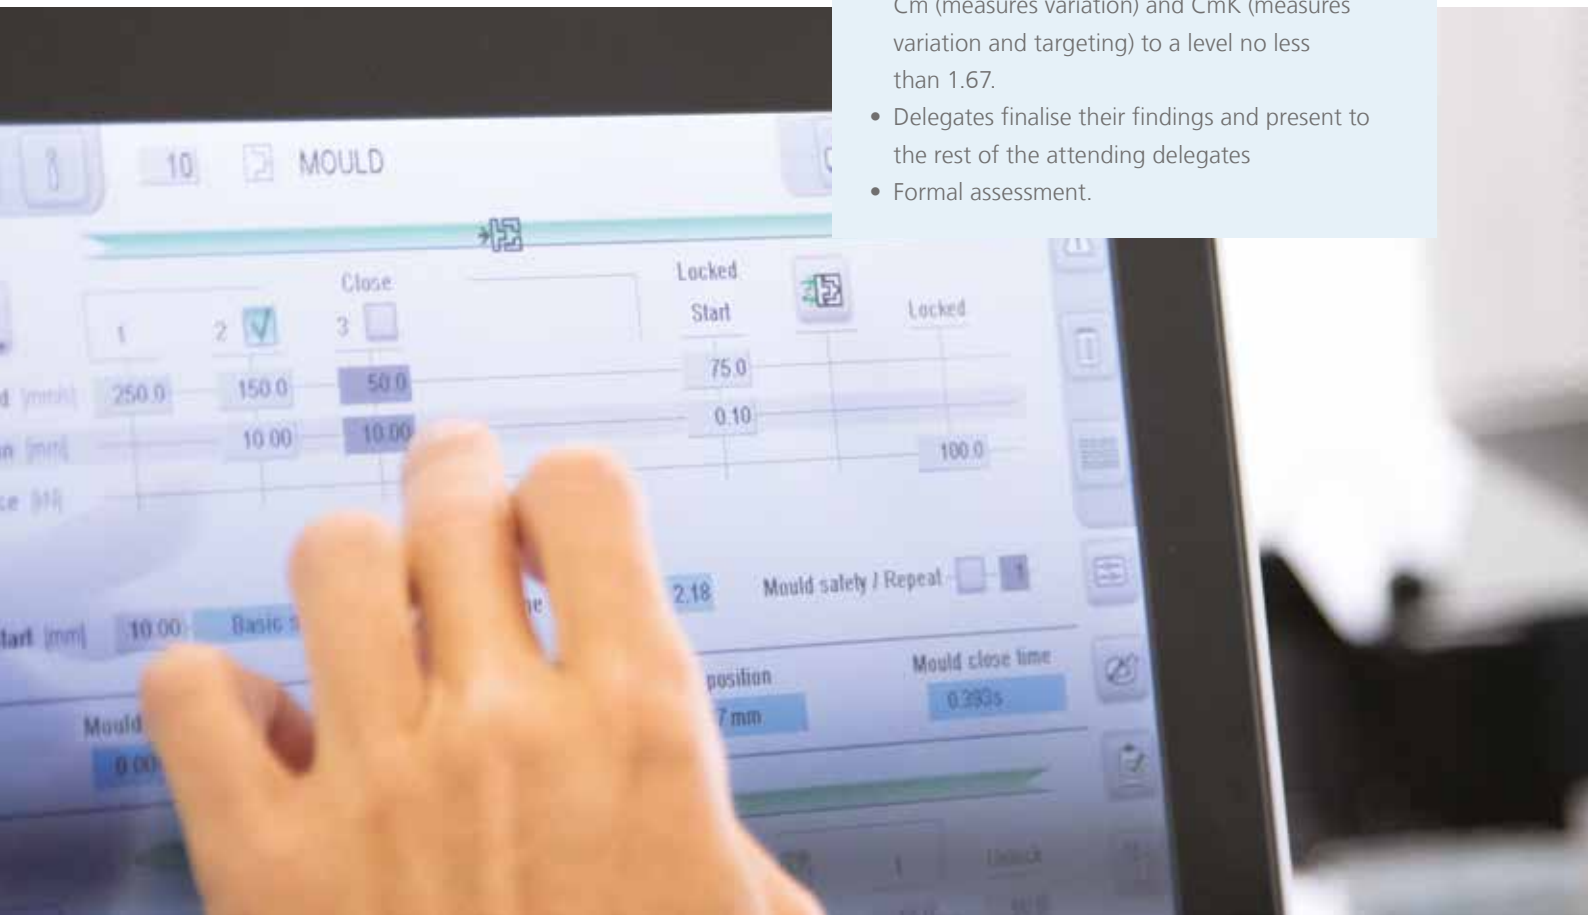 Cm (measures variation) and CmK (measures
variation and targeting) to a level no less
than 1.67.
• Delegates finalise their findings and present to
the rest of the attending delegates
• Formal assessment.
10 MOULD
Close
Locked
1 2 3
Start
Locked
250.0 150.0 50.0 75.0
10.00 10.00 0.10
100.0
2.18 Mould safety / Repeat 1
[mm] 10.00 Basic
position
Mould close time
7 mm
0.393s
Mould
1
Unlock